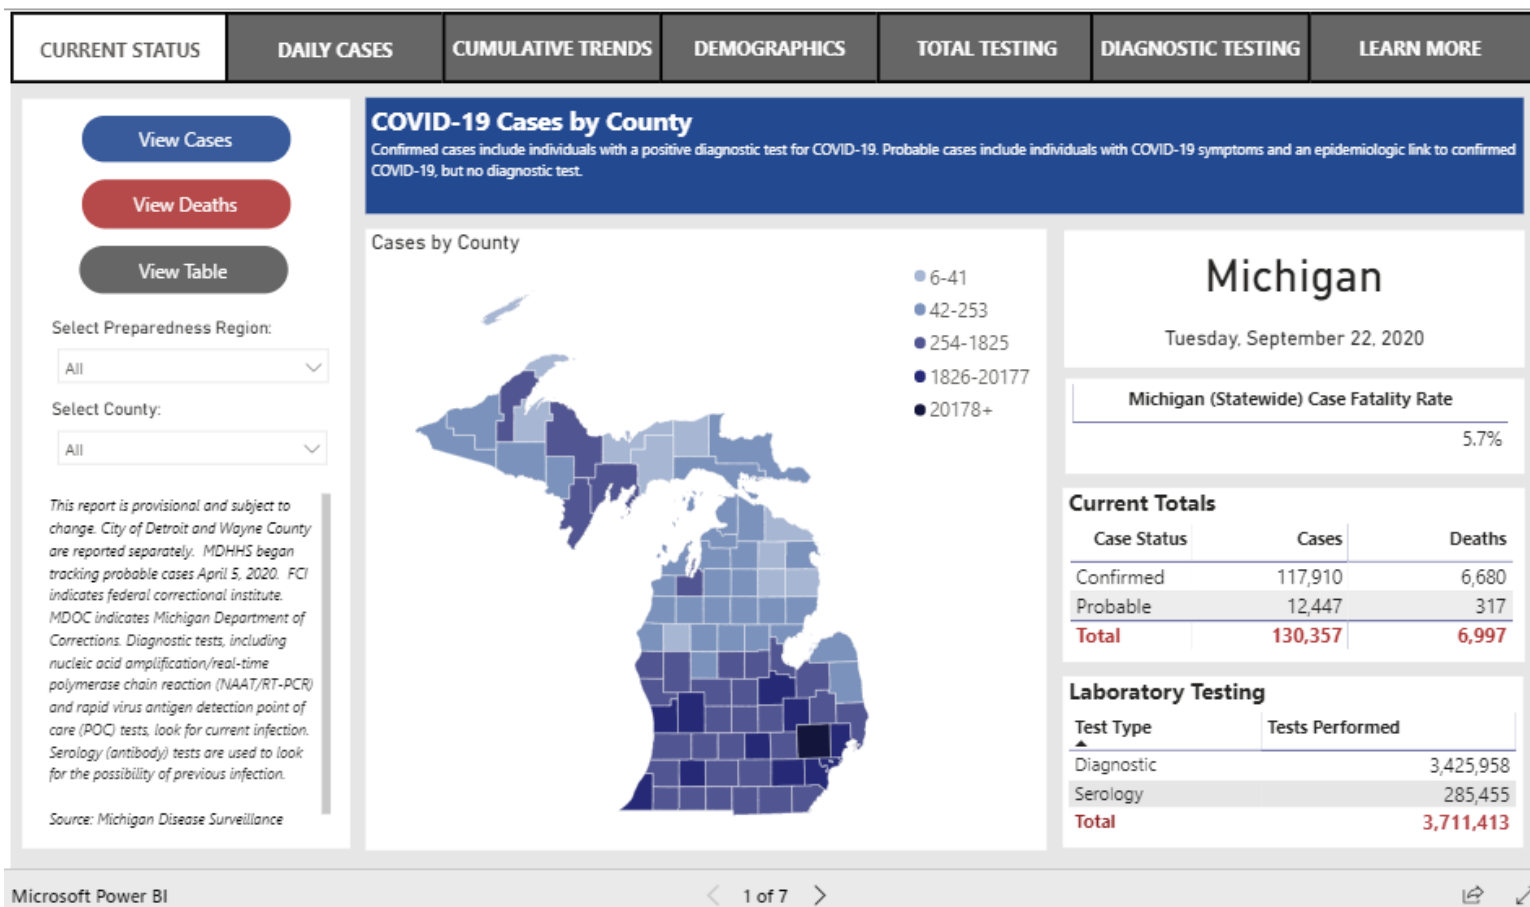 CURRENT STATUS
DAILY CASES
CUMULATIVE TRENDS
DEMOGRAPHICS
TOTAL TESTING
DIAGNOSTIC TESTING
LEARN MORE
View Cases
View Deaths
View Table
Select Preparedness Region:
All
Select County:
All
This report is provisional and subject to
change. City of Detroit and Wayne County
are reported separately. MDHHS began
tracking probable cases April 5, 2020. FCI
indicates federal correctional institute.
MDOC indicates Michigan Department of
Corrections. Diagnostic tests, including
nucleic acid amplification/real-time
polymerase chain reaction (NAAT/RT-PCR)
and rapid virus antigen detection point of
care (POC) tests, look for current infection.
Serology (antibody) tests are used to look
for the possibility of previous infection.
Source: Michigan Disease Surveillance
COVID-19 Cases by County
Confirmed cases include individuals with a positive diagnostic test for COVID-19. Probable cases include individuals with COVID-19 symptoms and an epidemiologic link to confirmed
COVID-19, but no diagnostic test.
Cases by County
6-41
42-253
254-1825
1826-20177
20178+
Michigan
Tuesday, September 22, 2020
Michigan (Statewide) Case Fatality Rate
5.7%
Current Totals
Case Status Cases Deaths
Confirmed 117,910 6,680
Probable 12,447 317
Total 130,357 6,997
Laboratory Testing
Test Type Tests Performed
Diagnostic 3,425,958
Serology 285,455
Total 3,711,413
Microsoft Power BI
1 of 7